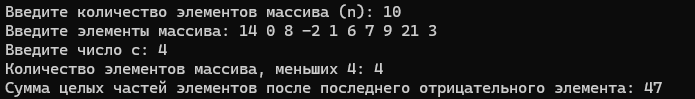 Введите количество элементов массива (n): 10
Введите элементы массива: 14 0 8 -2 1 6 7 9 21 3
Введите число c: 4
Количество элементов массива, меньших 4: 4
Сумма целых частей элементов после последнего отрицательного элемента: 47